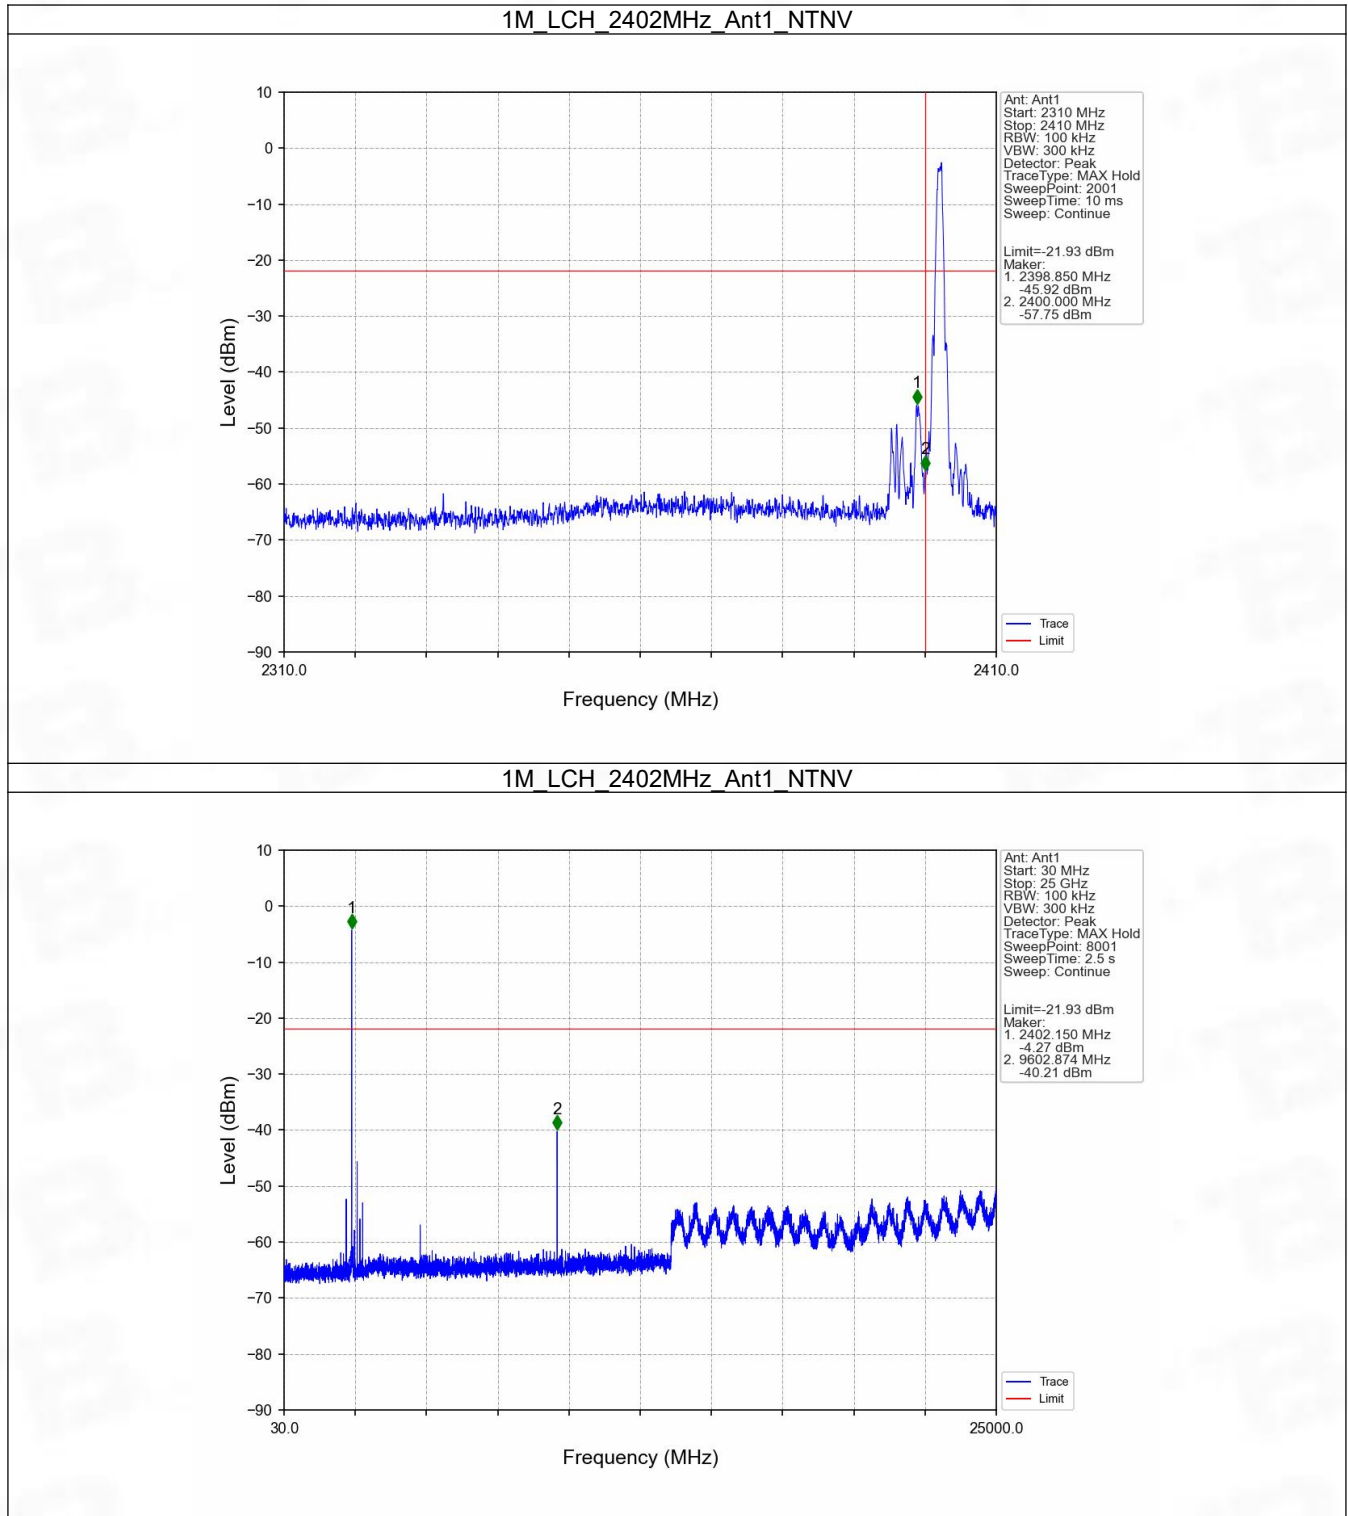 1M_LCH_2402MHz_Ant1_NTNV
10
0
−10
−20
−30
−40
−50
−60
−70
−80
−90
Level (dBm)
1
2
2310.0
2410.0
Frequency (MHz)
Ant: Ant1
Start: 2310 MHz
Stop: 2410 MHz
RBW: 100 kHz
VBW: 300 kHz
Detector: Peak
TraceType: MAX Hold
SweepPoint: 2001
SweepTime: 10 ms
Sweep: Continue
Limit=-21.93 dBm
Maker:
1. 2398.850 MHz
-45.92 dBm
2. 2400.000 MHz
-57.75 dBm
Trace
Limit
1M_LCH_2402MHz_Ant1_NTNV
10
0
−10
−20
−30
−40
−50
−60
−70
−80
−90
Level (dBm)
1
2
30.0
25000.0
Frequency (MHz)
Ant: Ant1
Start: 30 MHz
Stop: 25 GHz
RBW: 100 kHz
VBW: 300 kHz
Detector: Peak
TraceType: MAX Hold
SweepPoint: 8001
SweepTime: 2.5 s
Sweep: Continue
Limit=-21.93 dBm
Maker:
1. 2402.150 MHz
-4.27 dBm
2. 9602.874 MHz
-40.21 dBm
Trace
Limit